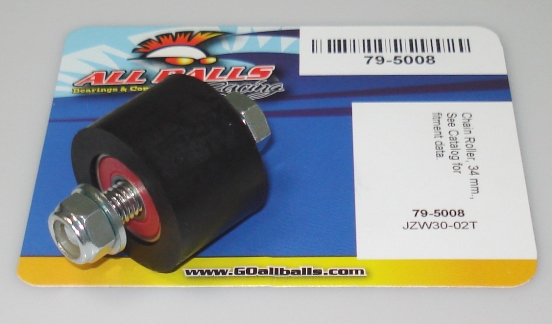 ALL BALLS
Racing
Bearings &
79-5008
Chain Roller, 34 mm.,
See Catalog for
fitment data.
79-5008
JZW30-02T
www.GOallballs.com